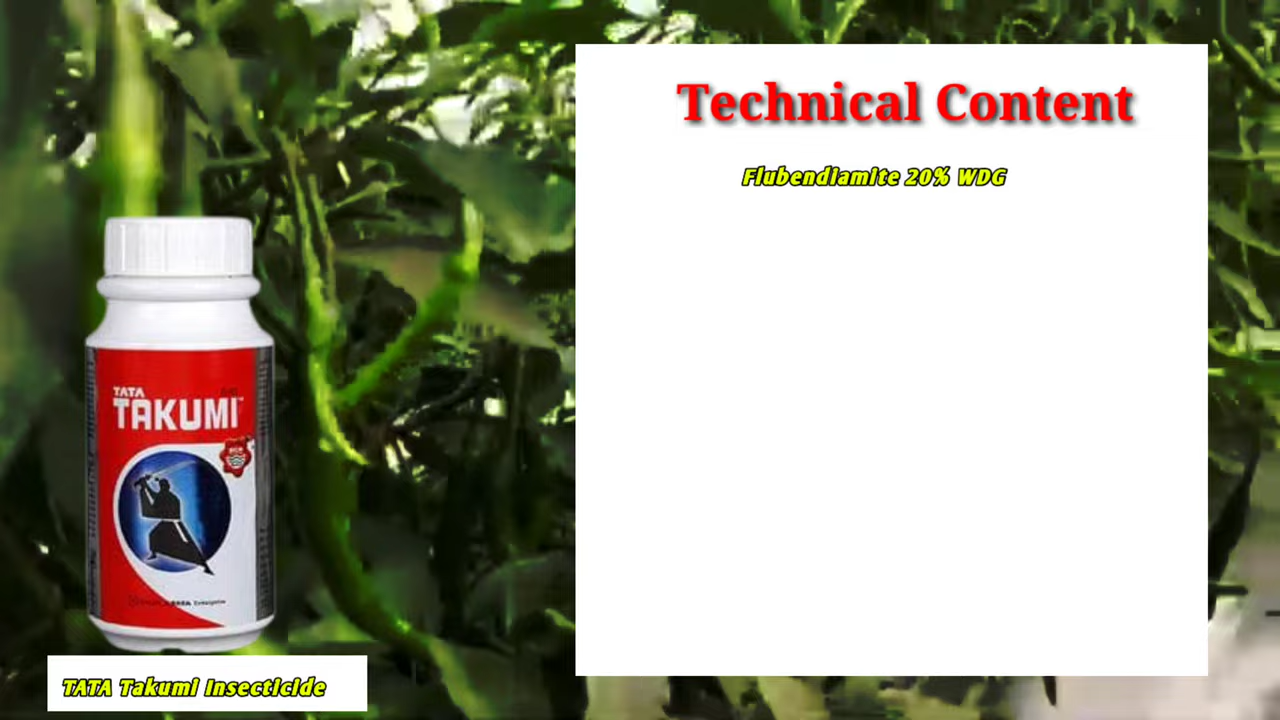 Technical Content
Flubendiamite 20% WDG
TATA
TAKUMI
TATA Takumi Insecticide